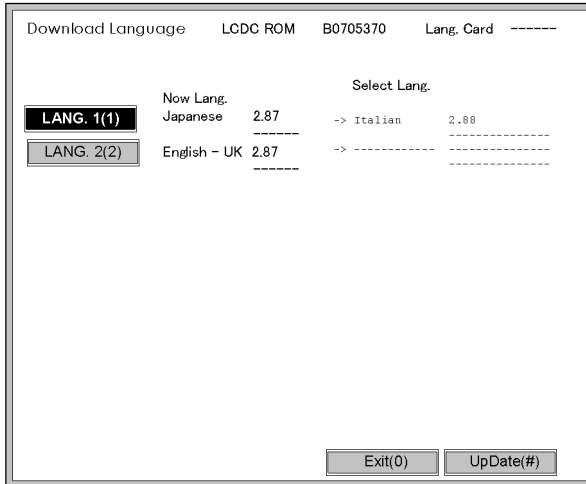 Download Language LCDC ROM B0705370 Lang. Card ------
Select Lang.
Now Lang.
LANG. 1(1) Japanese 2.87 -> Italian 2.88
------ ---------------
LANG. 2(2) English - UK 2.87 -> ------------ ---------------
------ ---------------
Exit(0) UpDate(#)